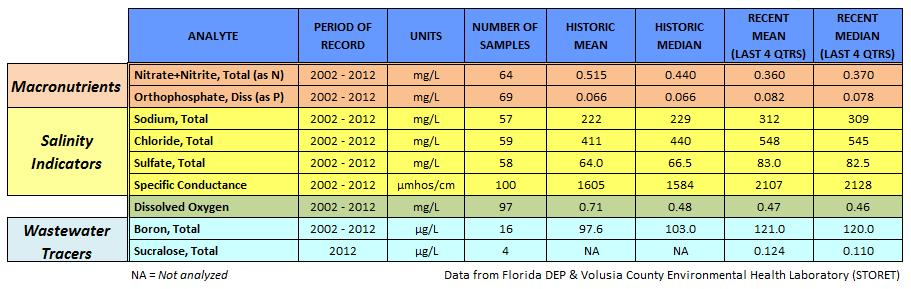 ANALYTE PERIOD OF RECORD UNITS NUMBER OF SAMPLES HISTORIC MEAN HISTORIC MEDIAN RECENT MEAN (LAST 4 QTRS) RECENT MEDIAN (LAST 4 QTRS)
Macronutrients
Nitrate+Nitrite, Total (as N) 2002 - 2012 mg/L 64 0.515 0.440 0.360 0.370
Orthophosphate, Diss (as P) 2002 - 2012 mg/L 69 0.066 0.066 0.082 0.078
Salinity Indicators
Sodium, Total 2002 - 2012 mg/L 57 222 229 312 309
Chloride, Total 2002 - 2012 mg/L 59 411 440 548 545
Sulfate, Total 2002 - 2012 mg/L 58 64.0 66.5 83.0 82.5
Specific Conductance 2002 - 2012 µmhos/cm 100 1605 1584 2107 2128
Dissolved Oxygen 2002 - 2012 mg/L 97 0.71 0.48 0.47 0.46
Wastewater Tracers
Boron, Total 2002 - 2012 µg/L 16 97.6 103.0 121.0 120.0
Sucralose, Total 2012 µg/L 4 NA NA 0.124 0.110
NA = Not analyzed Data from Florida DEP & Volusia County Environmental Health Laboratory (STORET)